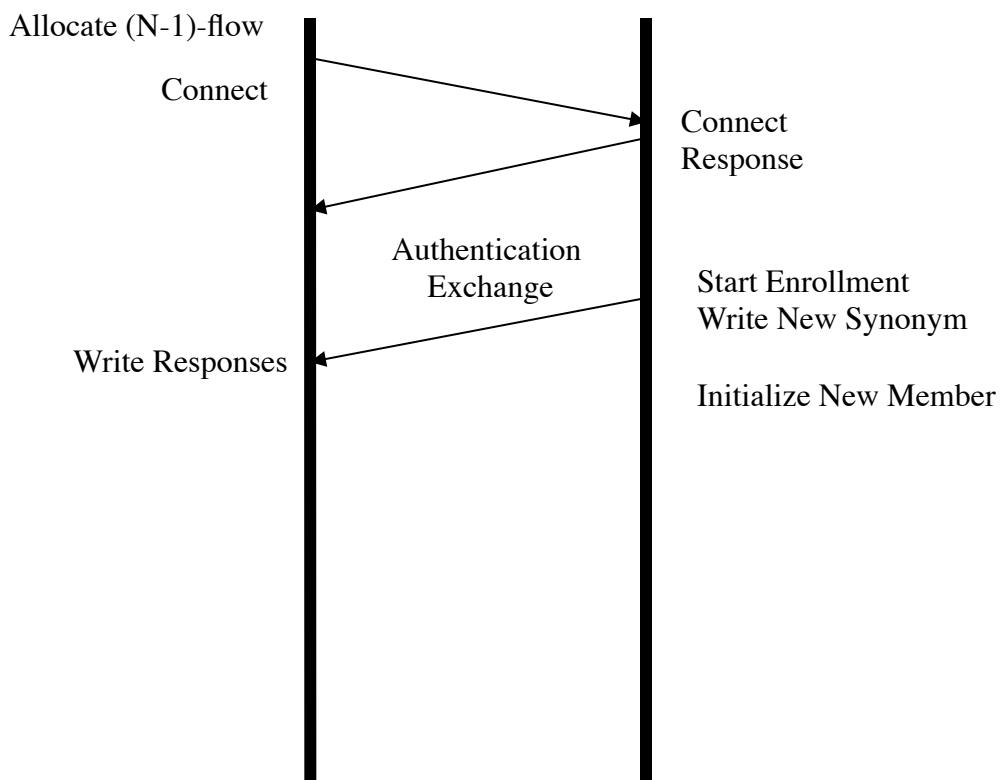 Allocate (N-1)-flow
Connect
Connect
Response
Authentication
Exchange
Start Enrollment
Write New Synonym
Write Responses
Initialize New Member